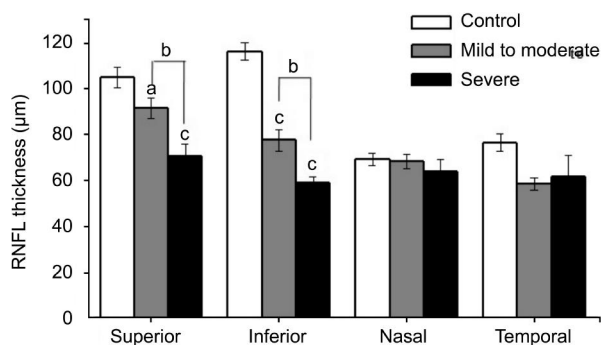 Control
Mild to moderate
te
Severe
RNFL thickness (µm)
120
100
80
60
40
20
0
b
a
c
b
c
c
Superior Inferior Nasal Temporal